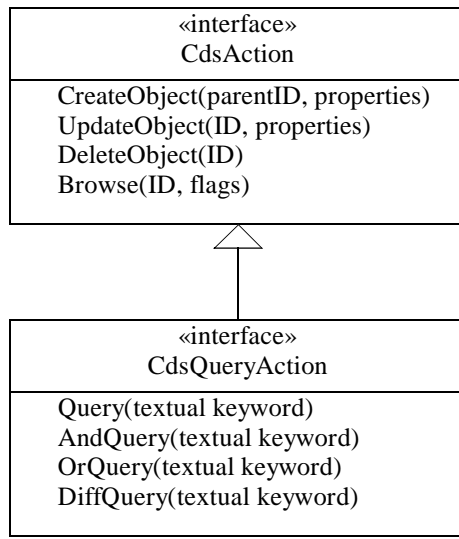 «interface»
CdsAction
CreateObject(parentID, properties)
UpdateObject(ID, properties)
DeleteObject(ID)
Browse(ID, flags)
«interface»
CdsQueryAction
Query(textual keyword)
AndQuery(textual keyword)
OrQuery(textual keyword)
DiffQuery(textual keyword)